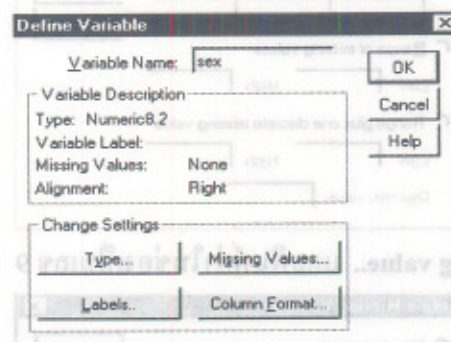 Define Variable
Variable Name: sex
OK
Variable Description
Cancel
Type: Numeric8.2
Variable Label:
Help
Missing Values: None
Alignment: Right
Change Settings
Type...
Missing Values...
Labels..
Column Format...